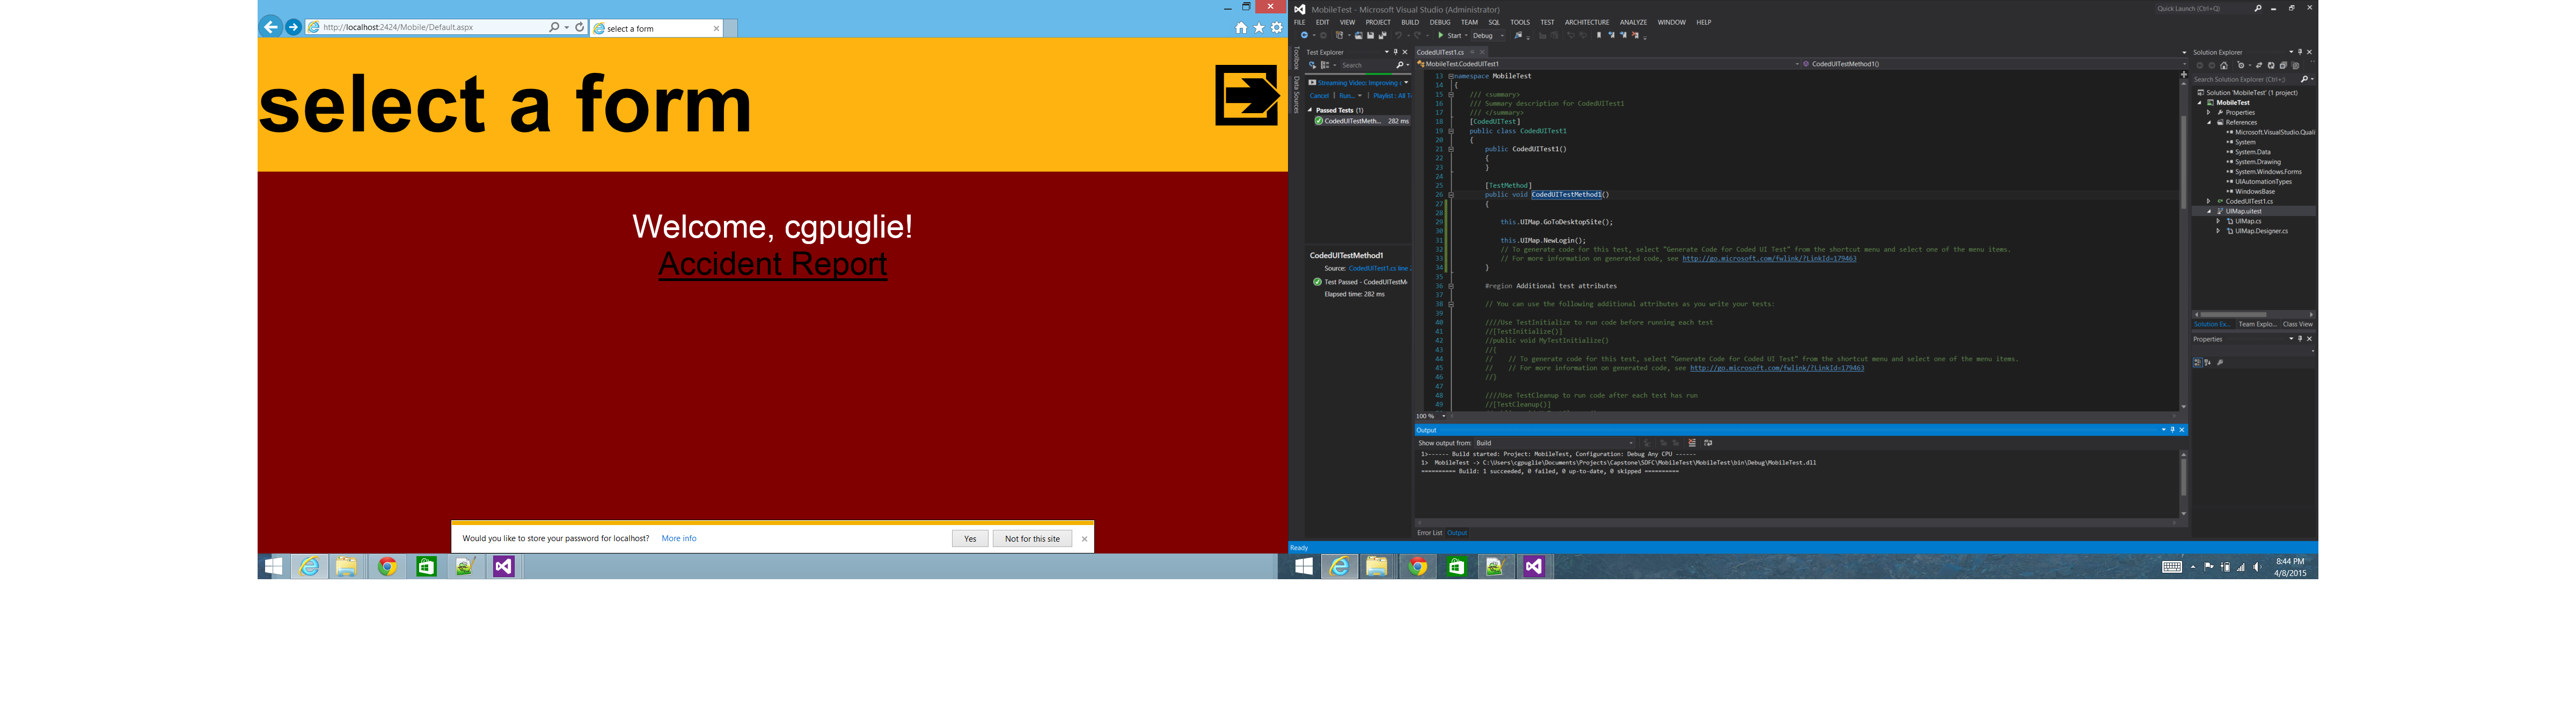 http://localhost:2424/Mobile/Default.aspx
select a form
select a form
Welcome, cgpuglie!
Accident Report
Would you like to store your password for localhost? More info Yes Not for this site
MobileTest - Microsoft Visual Studio (Administrator)
Quick Launch (Ctrl+Q)
FILE EDIT VIEW PROJECT BUILD DEBUG TEAM SQL TOOLS TEST ARCHITECTURE ANALYZE WINDOW HELP
Start Debug
Toolbox
Data Sources
Test Explorer
Search
Streaming Video: Improving
Cancel | Run... | Playlist : All T
Passed Tests (1)
CodedUITestMeth... 282 ms
CodedUITestMethod1
Source: CodedUITest1.cs line 2
Test Passed - CodedUITestM
Elapsed time: 282 ms
CodedUITest1.cs
MobileTest.CodedUITest1
CodedUITestMethod1()
13 namespace MobileTest
14 {
15 /// <summary>
16 /// Summary description for CodedUITest1
17 /// </summary>
18 [CodedUITest]
19 public class CodedUITest1
20 {
21 public CodedUITest1()
22 {
23 }
24
25 [TestMethod]
26 public void CodedUITestMethod1()
27 {
28
29 this.UIMap.GoToDesktopSite();
30
31 this.UIMap.NewLogin();
32 // To generate code for this test, select "Generate Code for Coded UI Test" from the shortcut menu and select one of the menu items.
33 // For more information on generated code, see http://go.microsoft.com/fwlink/?LinkId=179463
34 }
35
36 #region Additional test attributes
37
38 // You can use the following additional attributes as you write your tests:
39
40 ////Use TestInitialize to run code before running each test
41 //[TestInitialize()]
42 //public void MyTestInitialize()
43 //{
44 // // To generate code for this test, select "Generate Code for Coded UI Test" from the shortcut menu and select one of the menu items.
45 // // For more information on generated code, see http://go.microsoft.com/fwlink/?LinkId=179463
46 //}
47
48 ////Use TestCleanup to run code after each test has run
49 //[TestCleanup()]
100 %
Output
Show output from: Build
1>------ Build started: Project: MobileTest, Configuration: Debug Any CPU ------
1> MobileTest -> C:\Users\cgpuglie\Documents\Projects\Capstone\SDFC\MobileTest\MobileTest\bin\Debug\MobileTest.dll
========== Build: 1 succeeded, 0 failed, 0 up-to-date, 0 skipped ==========
Error List Output
Ready
Solution Explorer
Search Solution Explorer (Ctrl+;)
Solution 'MobileTest' (1 project)
MobileTest
Properties
References
Microsoft.VisualStudio.Quali
System
System.Data
System.Drawing
System.Windows.Forms
UIAutomationTypes
WindowsBase
CodedUITest1.cs
UIMap.uitest
UIMap.cs
UIMap.Designer.cs
Solution Ex... Team Explo... Class View
Properties
8:44 PM
4/8/2015